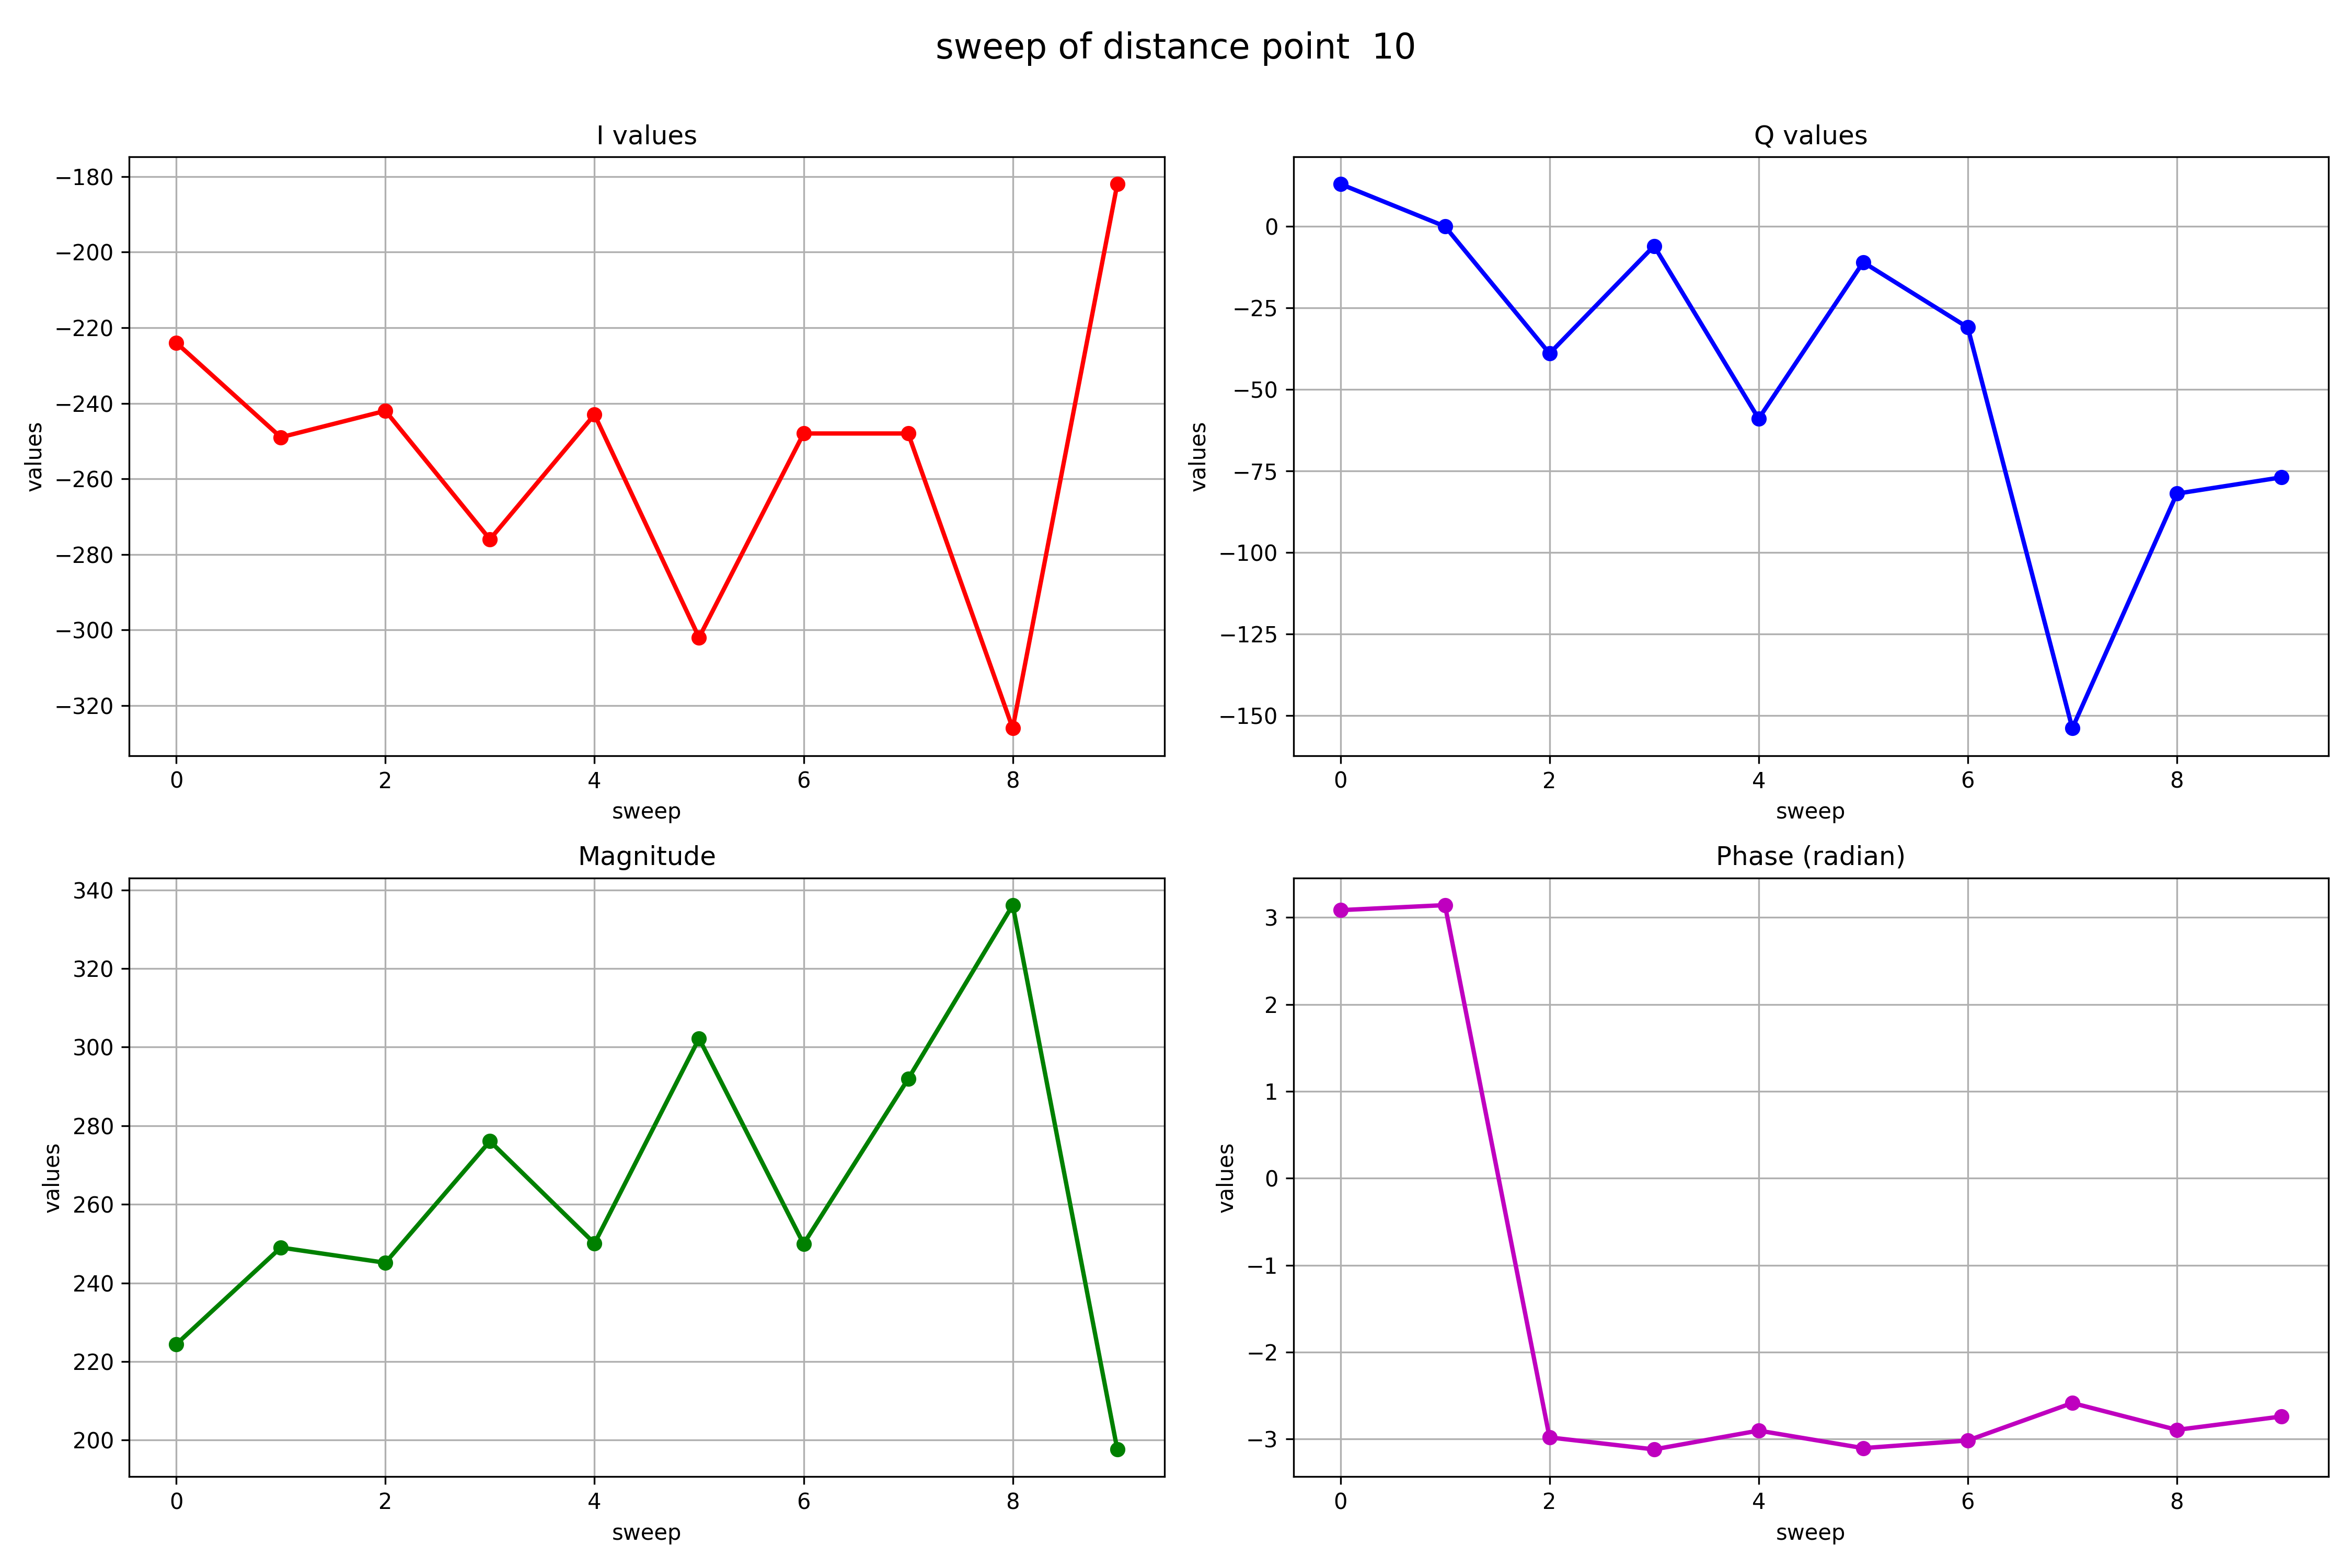 sweep of distance point  10
I values
values
−180
−200
−220
−240
−260
−280
−300
−320
0 2 4 6 8
sweep
Q values
values
0
−25
−50
−75
−100
−125
−150
0 2 4 6 8
sweep
Magnitude
values
340
320
300
280
260
240
220
200
0 2 4 6 8
sweep
Phase (radian)
values
3
2
1
0
−1
−2
−3
0 2 4 6 8
sweep